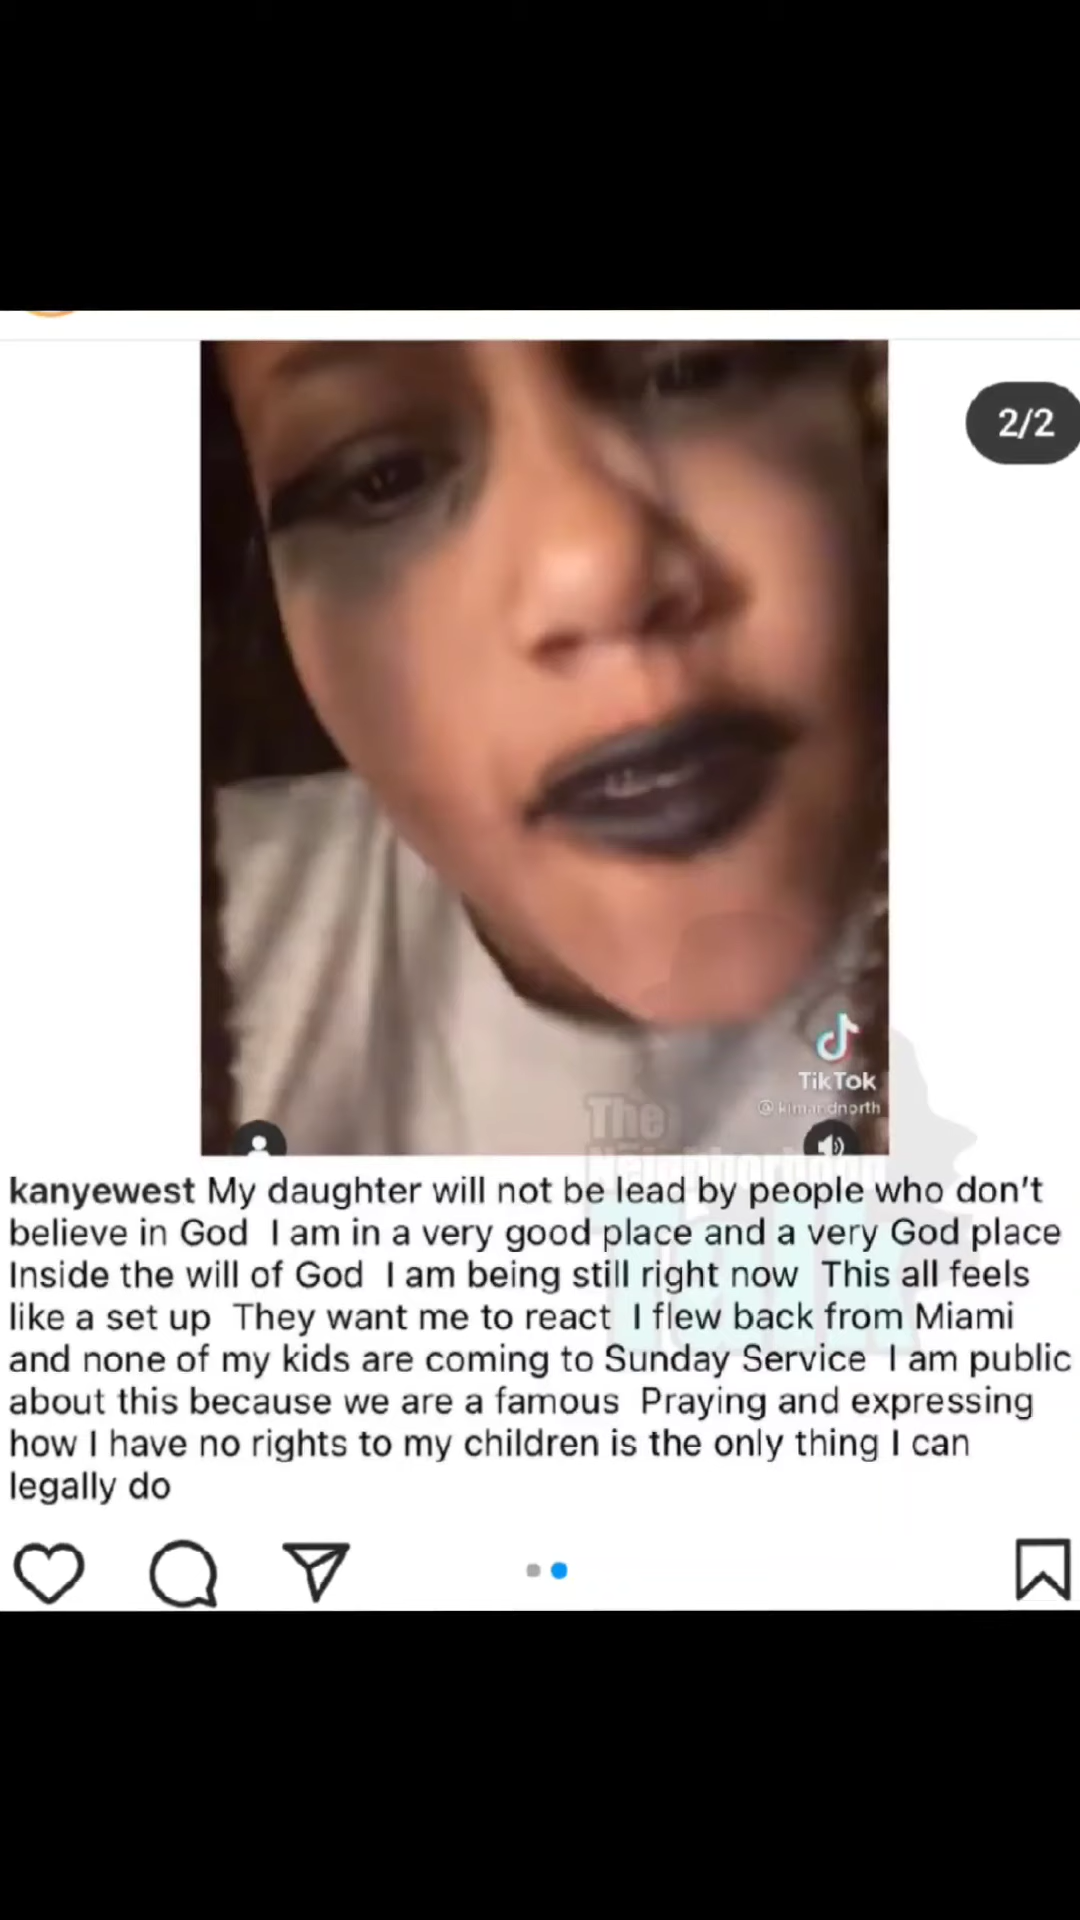 2/2
TikTok
@kimandnorth
The
Neighborhood
Talk
kanyewest My daughter will not be lead by people who don't
believe in God I am in a very good place and a very God place
Inside the will of God I am being still right now This all feels
like a set up They want me to react I flew back from Miami
and none of my kids are coming to Sunday Service I am public
about this because we are a famous Praying and expressing
how I have no rights to my children is the only thing I can
legally do